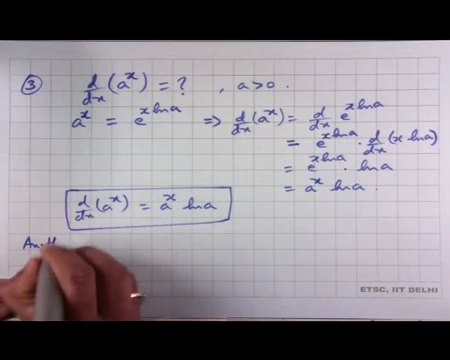 ③ d/dx (a^x) = ? , a > 0.
a^x = e^(x ln a) ⇒ d/dx (a^x) = d/dx e^(x ln a)
= e^(x ln a) · d/dx (x ln a)
= e^(x ln a) · ln a
= a^x ln a.
d/dx (a^x) = a^x ln a
ETSC, IIT DELHI